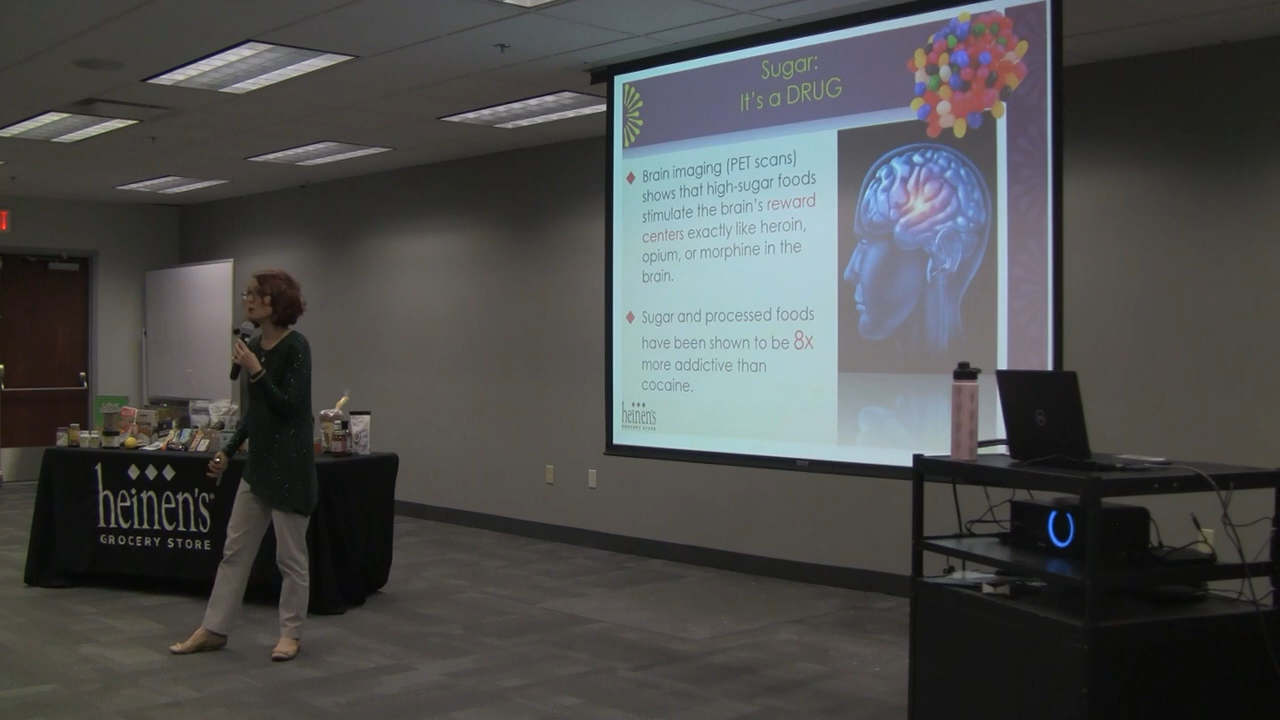 Sugar:
It's a DRUG
Brain imaging (PET scans)
shows that high-sugar foods
stimulate the brain's reward
centers exactly like heroin,
opium, or morphine in the
brain.
Sugar and processed foods
have been shown to be 8x
more addictive than
cocaine.
heinen's
GROCERY STORE
heinen's
GROCERY STORE
DELL